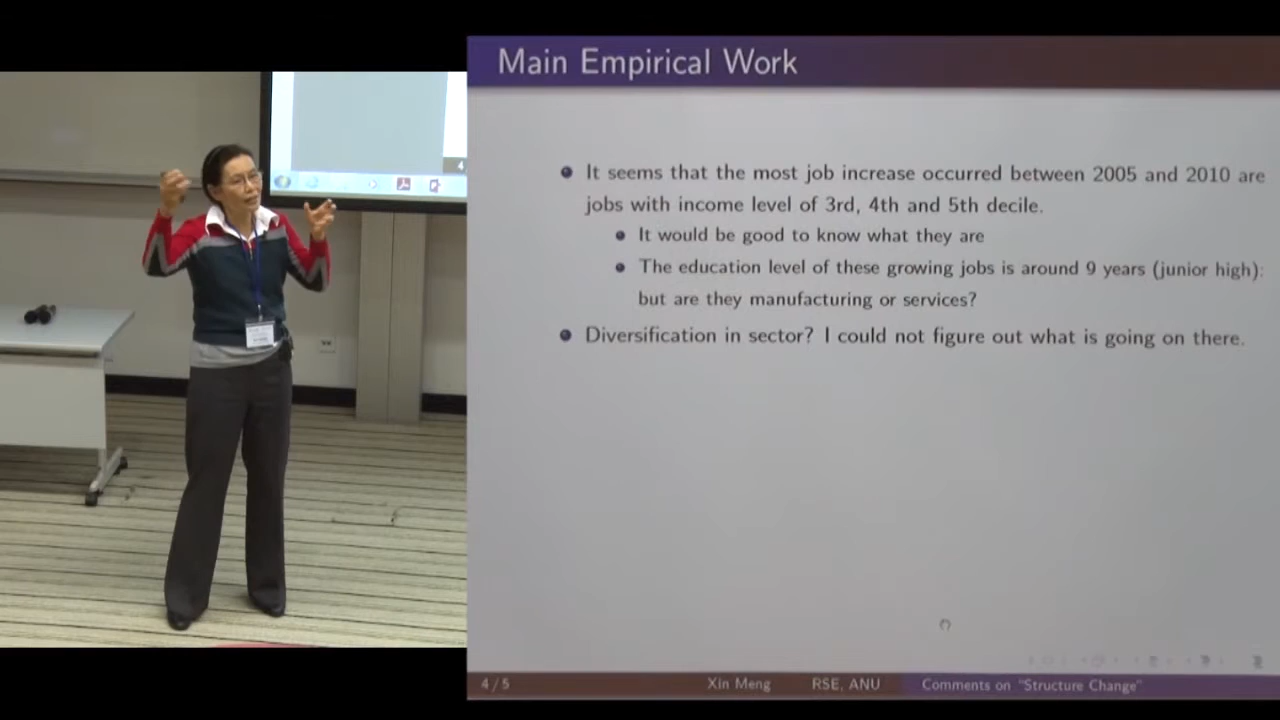 Main Empirical Work
It seems that the most job increase occurred between 2005 and 2010 are
jobs with income level of 3rd, 4th and 5th decile.
It would be good to know what they are
The education level of these growing jobs is around 9 years (junior high):
but are they manufacturing or services?
Diversification in sector? I could not figure out what is going on there.
4
4 / 5 Xin Meng RSE, ANU Comments on "Structure Change"